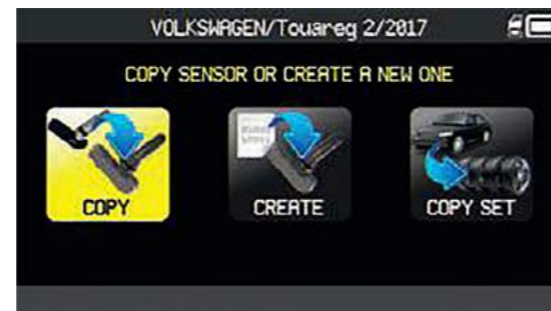 VOLKSWAGEN/Touareg 2/2017
COPY SENSOR OR CREATE A NEW ONE
COPY
CREATE
COPY SET